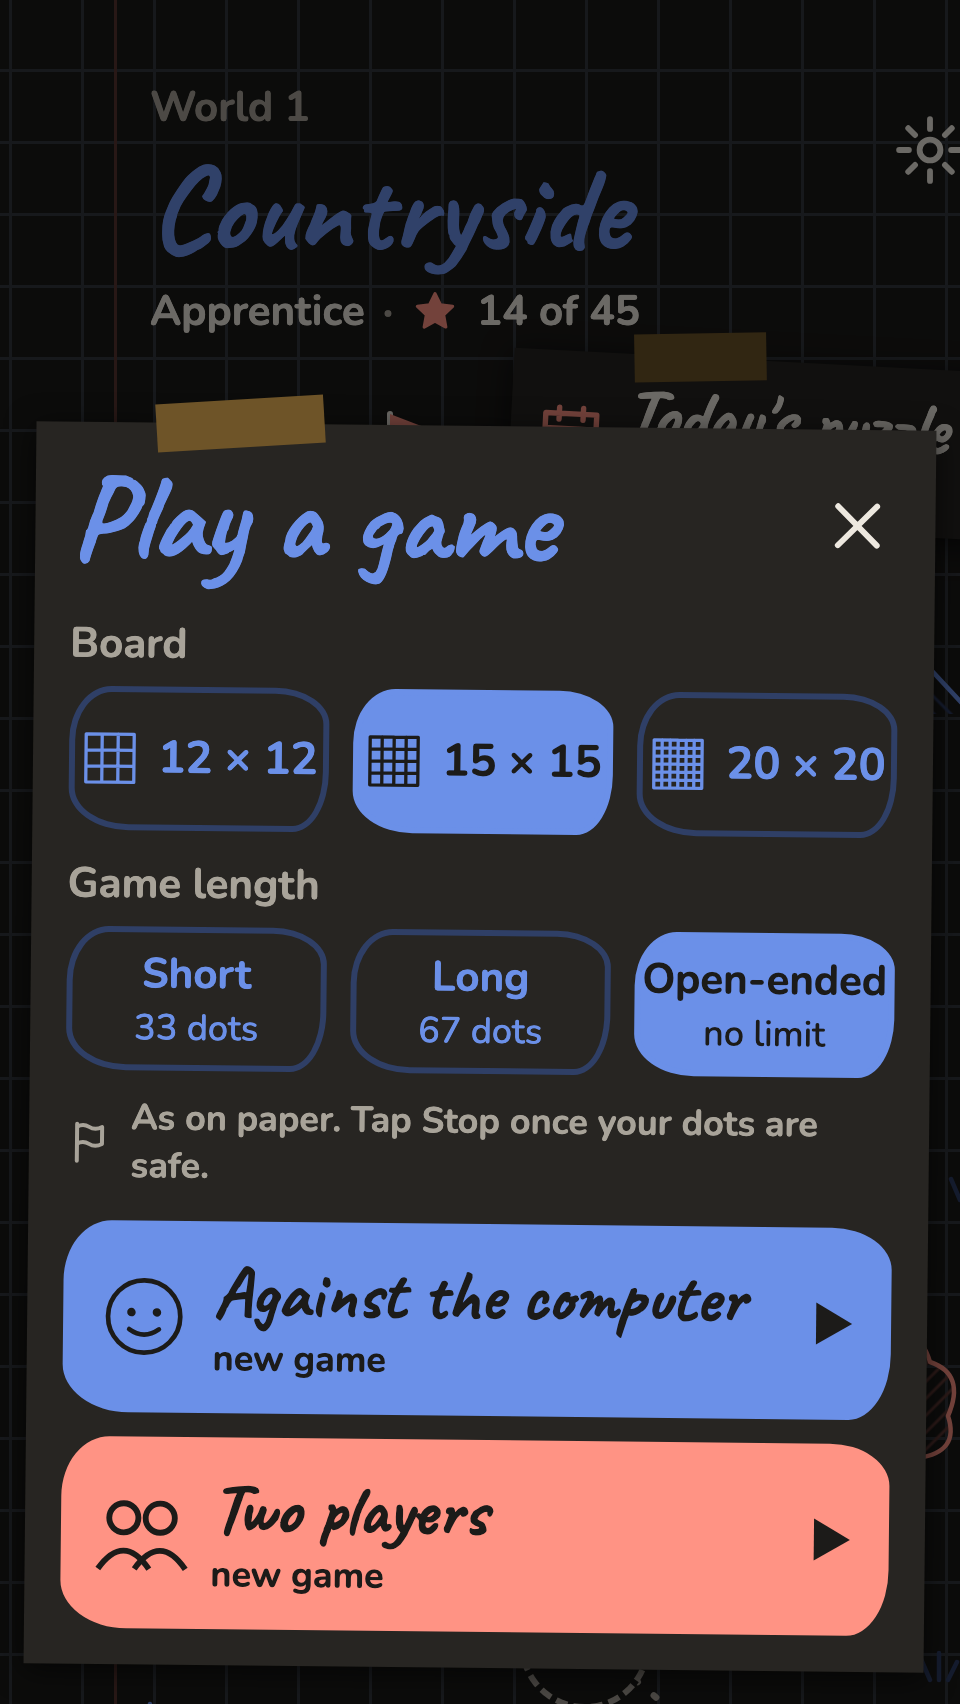 World 1
Countryside
Apprentice · 14 of 45
Today's puzzle
Play a game
Board
12 × 12
15 × 15
20 × 20
Game length
Short
33 dots
Long
67 dots
Open-ended
no limit
As on paper. Tap Stop once your dots are
safe.
Against the computer
new game
Two players
new game